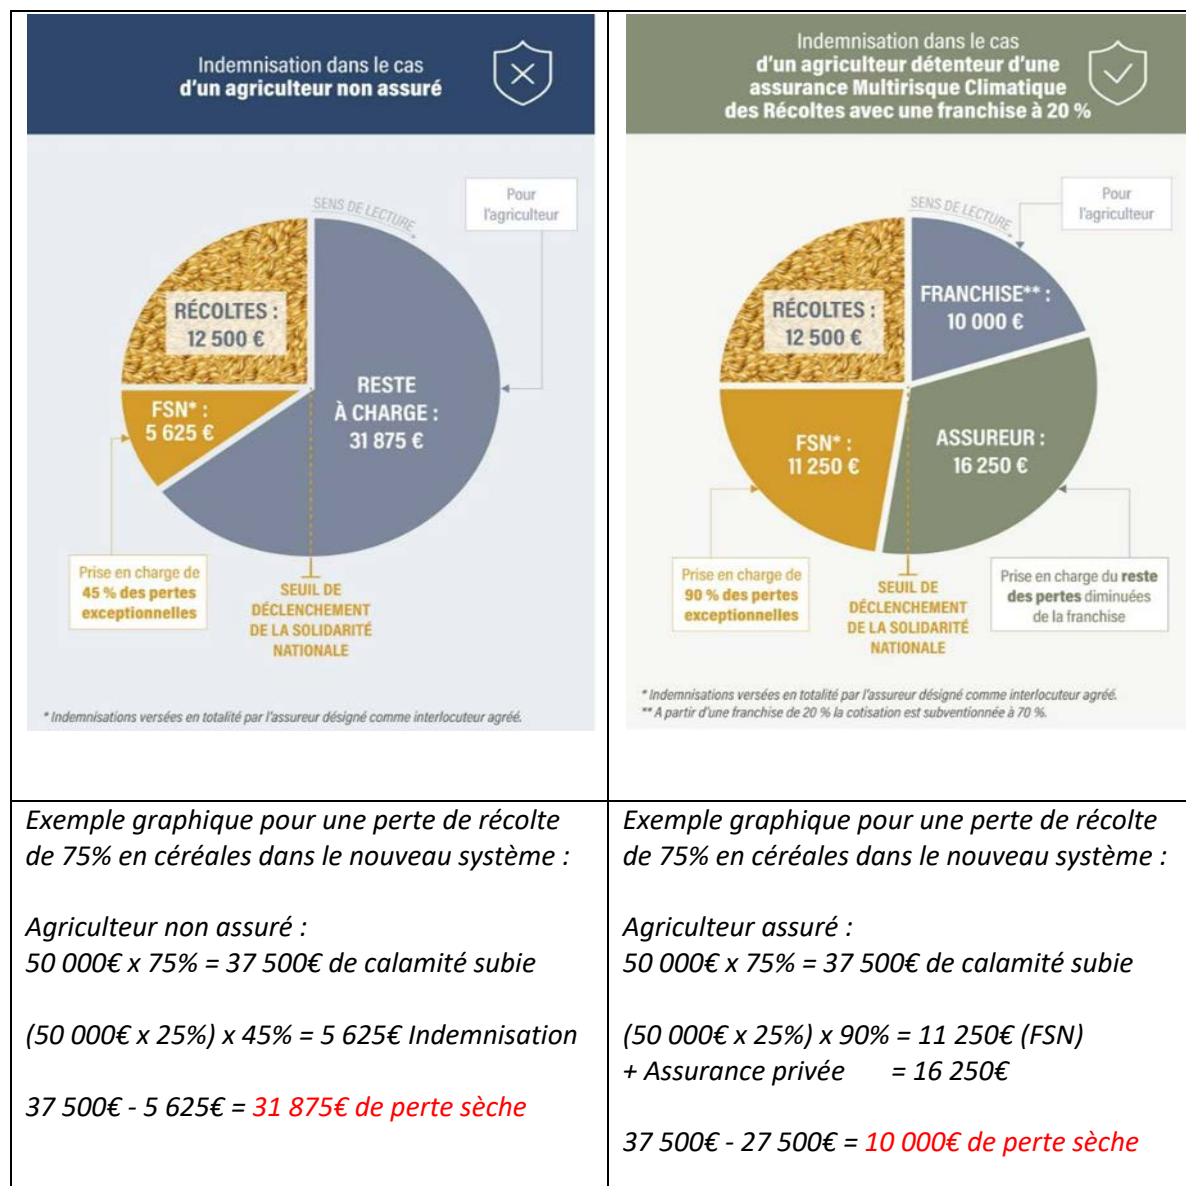 Indemnisation dans le cas
d'un agriculteur non assuré
SENS DE LECTURE
Pour
l'agriculteur
RÉCOLTES :
12 500 €
RESTE
À CHARGE :
31 875 €
FSN* :
5 625 €
Prise en charge de
45 % des pertes
exceptionnelles
SEUIL DE
DÉCLENCHEMENT
DE LA SOLIDARITÉ
NATIONALE
* Indemnisations versées en totalité par l'assureur désigné comme interlocuteur agréé.
Indemnisation dans le cas
d'un agriculteur détenteur d'une
assurance Multirisque Climatique
des Récoltes avec une franchise à 20 %
SENS DE LECTURE
Pour
l'agriculteur
FRANCHISE** :
10 000 €
RÉCOLTES :
12 500 €
FSN* :
11 250 €
ASSUREUR :
16 250 €
Prise en charge de
90 % des pertes
exceptionnelles
SEUIL DE
DÉCLENCHEMENT
DE LA SOLIDARITÉ
NATIONALE
Prise en charge du reste
des pertes diminuées
de la franchise
* Indemnisations versées en totalité par l'assureur désigné comme interlocuteur agréé.
** A partir d'une franchise de 20 % la cotisation est subventionnée à 70 %.
Exemple graphique pour une perte de récolte
de 75% en céréales dans le nouveau système :
Agriculteur non assuré :
50 000€ x 75% = 37 500€ de calamité subie
(50 000€ x 25%) x 45% = 5 625€ Indemnisation
37 500€ - 5 625€ = 31 875€ de perte sèche
Exemple graphique pour une perte de récolte
de 75% en céréales dans le nouveau système :
Agriculteur assuré :
50 000€ x 75% = 37 500€ de calamité subie
(50 000€ x 25%) x 90% = 11 250€ (FSN)
+ Assurance privée = 16 250€
37 500€ - 27 500€ = 10 000€ de perte sèche